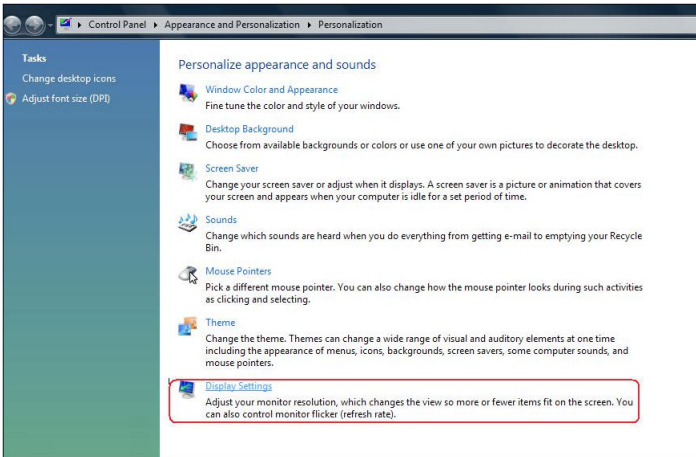 Control Panel ▸ Appearance and Personalization ▸ Personalization
Tasks
Change desktop icons
Adjust font size (DPI)
Personalize appearance and sounds
Window Color and Appearance
Fine tune the color and style of your windows.
Desktop Background
Choose from available backgrounds or colors or use one of your own pictures to decorate the desktop.
Screen Saver
Change your screen saver or adjust when it displays. A screen saver is a picture or animation that covers
your screen and appears when your computer is idle for a set period of time.
Sounds
Change which sounds are heard when you do everything from getting e-mail to emptying your Recycle
Bin.
Mouse Pointers
Pick a different mouse pointer. You can also change how the mouse pointer looks during such activities
as clicking and selecting.
Theme
Change the theme. Themes can change a wide range of visual and auditory elements at one time
including the appearance of menus, icons, backgrounds, screen savers, some computer sounds, and
mouse pointers.
Display Settings
Adjust your monitor resolution, which changes the view so more or fewer items fit on the screen. You
can also control monitor flicker (refresh rate).